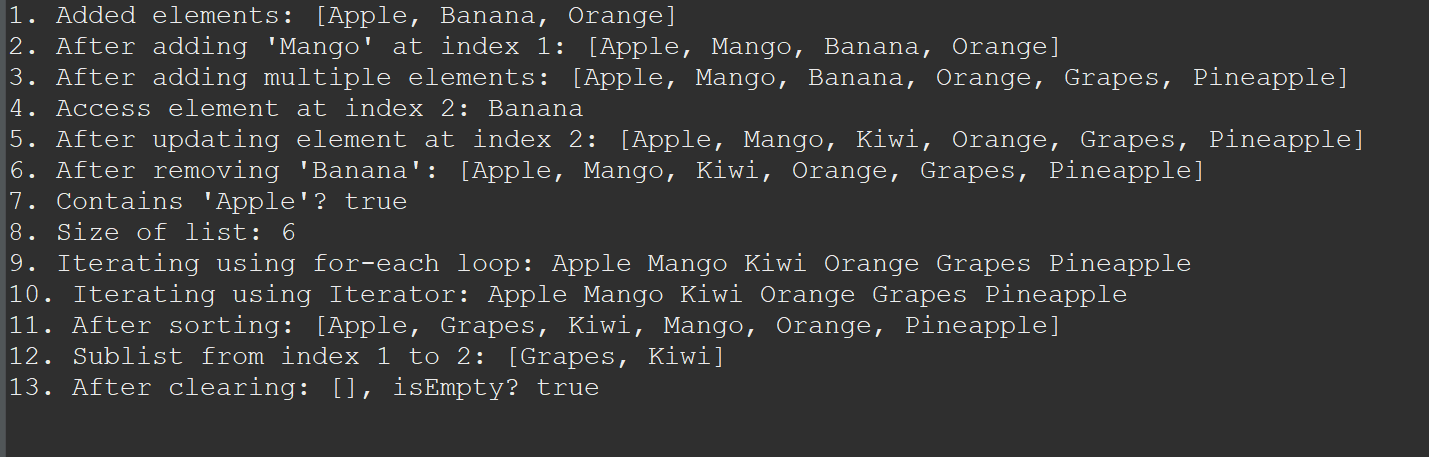 1. Added elements: [Apple, Banana, Orange]
2. After adding 'Mango' at index 1: [Apple, Mango, Banana, Orange]
3. After adding multiple elements: [Apple, Mango, Banana, Orange, Grapes, Pineapple]
4. Access element at index 2: Banana
5. After updating element at index 2: [Apple, Mango, Kiwi, Orange, Grapes, Pineapple]
6. After removing 'Banana': [Apple, Mango, Kiwi, Orange, Grapes, Pineapple]
7. Contains 'Apple'? true
8. Size of list: 6
9. Iterating using for-each loop: Apple Mango Kiwi Orange Grapes Pineapple
10. Iterating using Iterator: Apple Mango Kiwi Orange Grapes Pineapple
11. After sorting: [Apple, Grapes, Kiwi, Mango, Orange, Pineapple]
12. Sublist from index 1 to 2: [Grapes, Kiwi]
13. After clearing: [], isEmpty? true